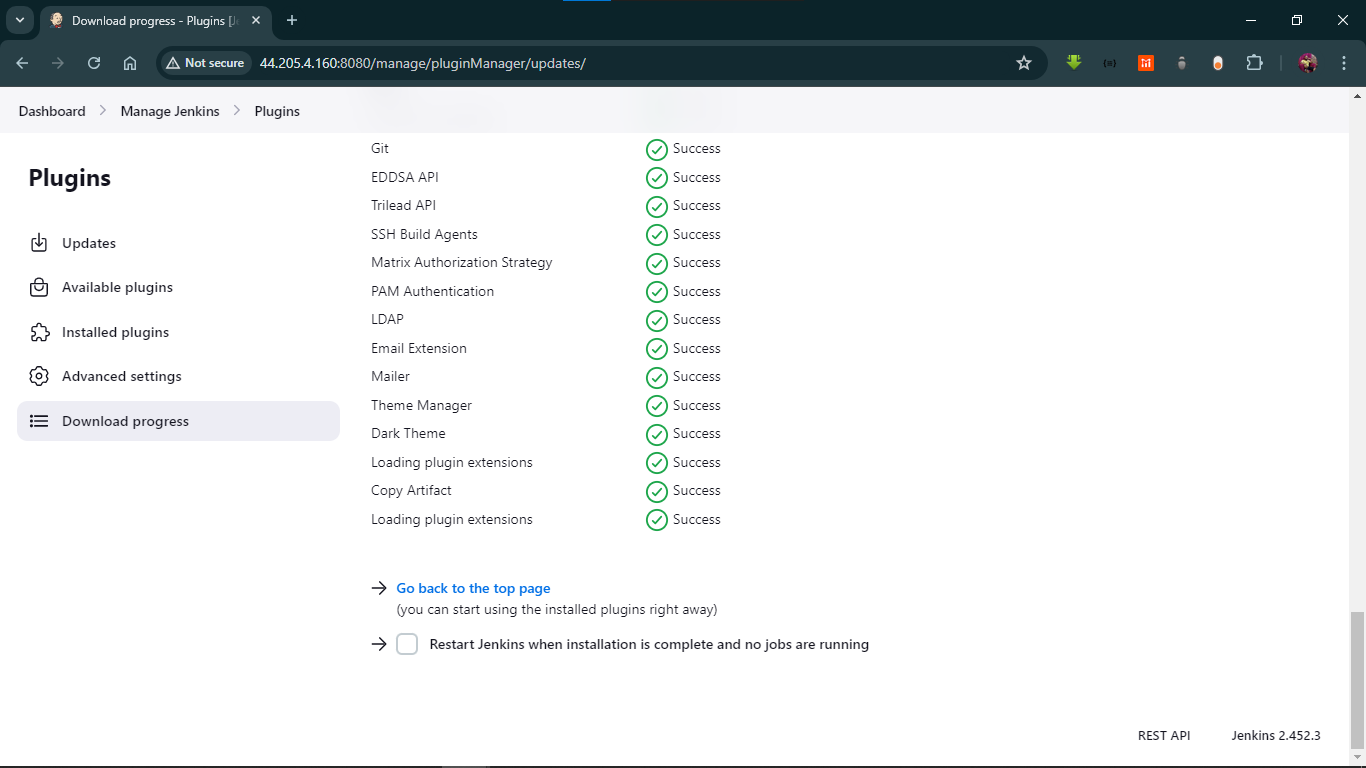 Download progress - Plugins [Je
Not secure
44.205.4.160:8080/manage/pluginManager/updates/
Dashboard
Manage Jenkins
Plugins
Plugins
Updates
Available plugins
Installed plugins
Advanced settings
Download progress
Git Success
EDDSA API Success
Trilead API Success
SSH Build Agents Success
Matrix Authorization Strategy Success
PAM Authentication Success
LDAP Success
Email Extension Success
Mailer Success
Theme Manager Success
Dark Theme Success
Loading plugin extensions Success
Copy Artifact Success
Loading plugin extensions Success
Go back to the top page
(you can start using the installed plugins right away)
Restart Jenkins when installation is complete and no jobs are running
REST API
Jenkins 2.452.3